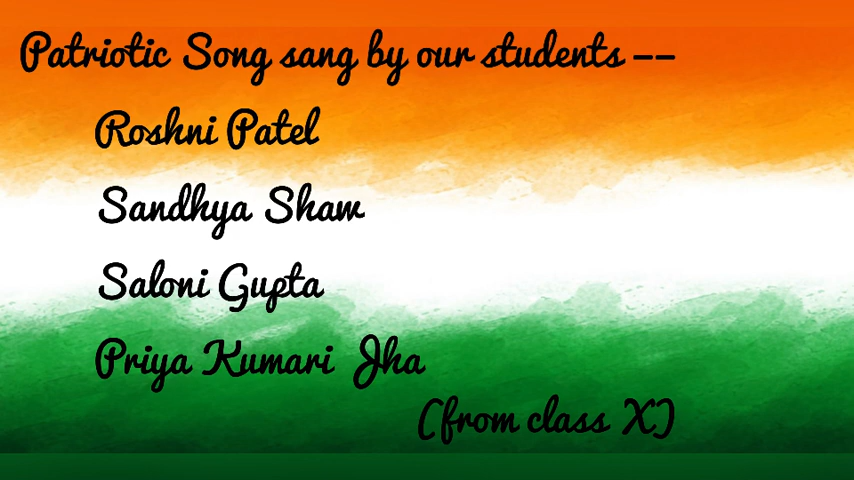 Patriotic Song sang by our students --
Roshni Patel
Sandhya Shaw
Saloni Gupta
Priya Kumari Jha
(from class X)